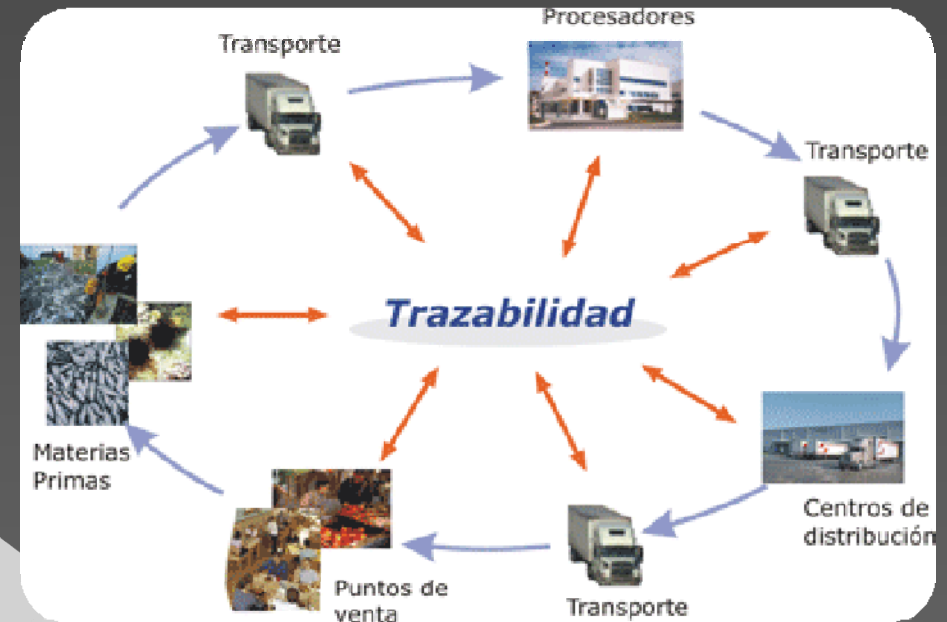 Procesadores
Transporte
Transporte
Trazabilidad
Materias
Primas
Centros de
distribución
Puntos de
venta
Transporte